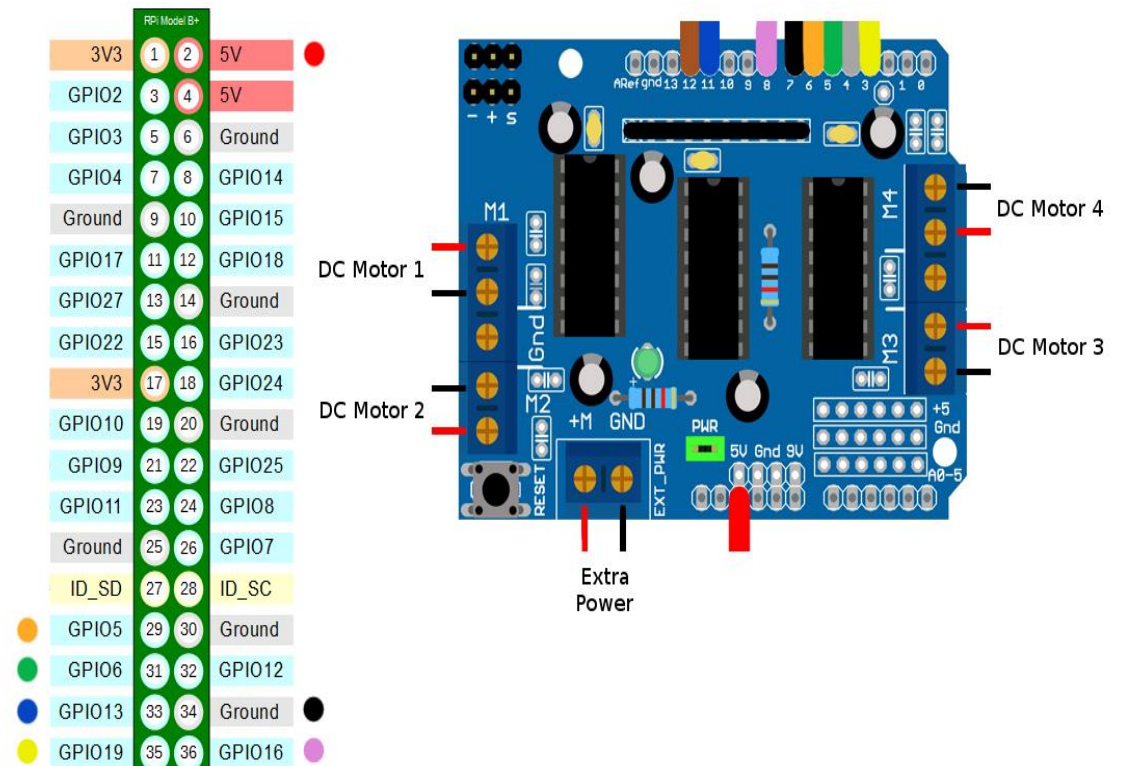 RPi Model B+
3V3 1 2 5V
GPIO2 3 4 5V
GPIO3 5 6 Ground
GPIO4 7 8 GPIO14
Ground 9 10 GPIO15
GPIO17 11 12 GPIO18
GPIO27 13 14 Ground
GPIO22 15 16 GPIO23
3V3 17 18 GPIO24
GPIO10 19 20 Ground
GPIO9 21 22 GPIO25
GPIO11 23 24 GPIO8
Ground 25 26 GPIO7
ID_SD 27 28 ID_SC
GPIO5 29 30 Ground
GPIO6 31 32 GPIO12
GPIO13 33 34 Ground
GPIO19 35 36 GPIO16
ARef gnd 13 12 11 10 9 8 7 6 5 4 3 1 0
- + s
M1
DC Motor 1
Gnd
DC Motor 2
M2
+M GND
RESET
EXT_PWR
Extra
Power
PWR
5V Gnd 9V
M4
DC Motor 4
M3
DC Motor 3
+5
Gnd
A0-5